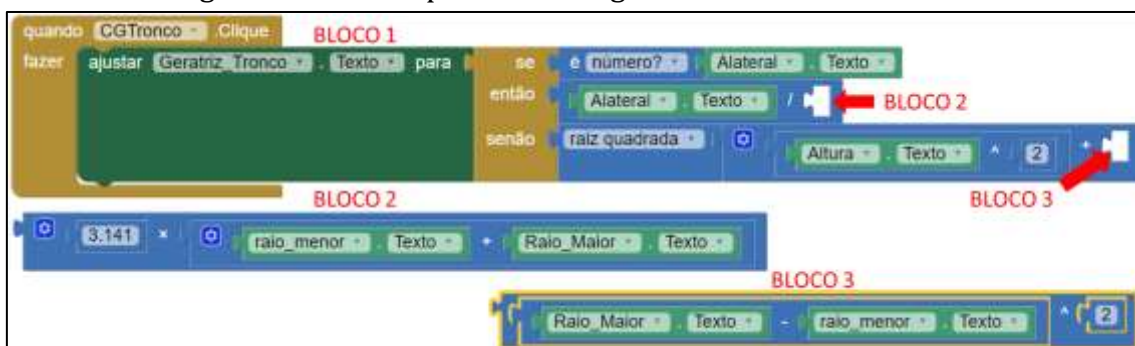 quando CGTronco .Clique BLOCO 1
fazer ajustar Geratriz_Tronco . Texto para se é número? Alateral . Texto
então Alateral . Texto / BLOCO 2
senão raiz quadrada Altura . Texto ^ 2 +
BLOCO 3
BLOCO 2
3.141 × raio_menor . Texto + Raio_Maior . Texto
BLOCO 3
Raio_Maior . Texto - raio_menor . Texto ^ 2